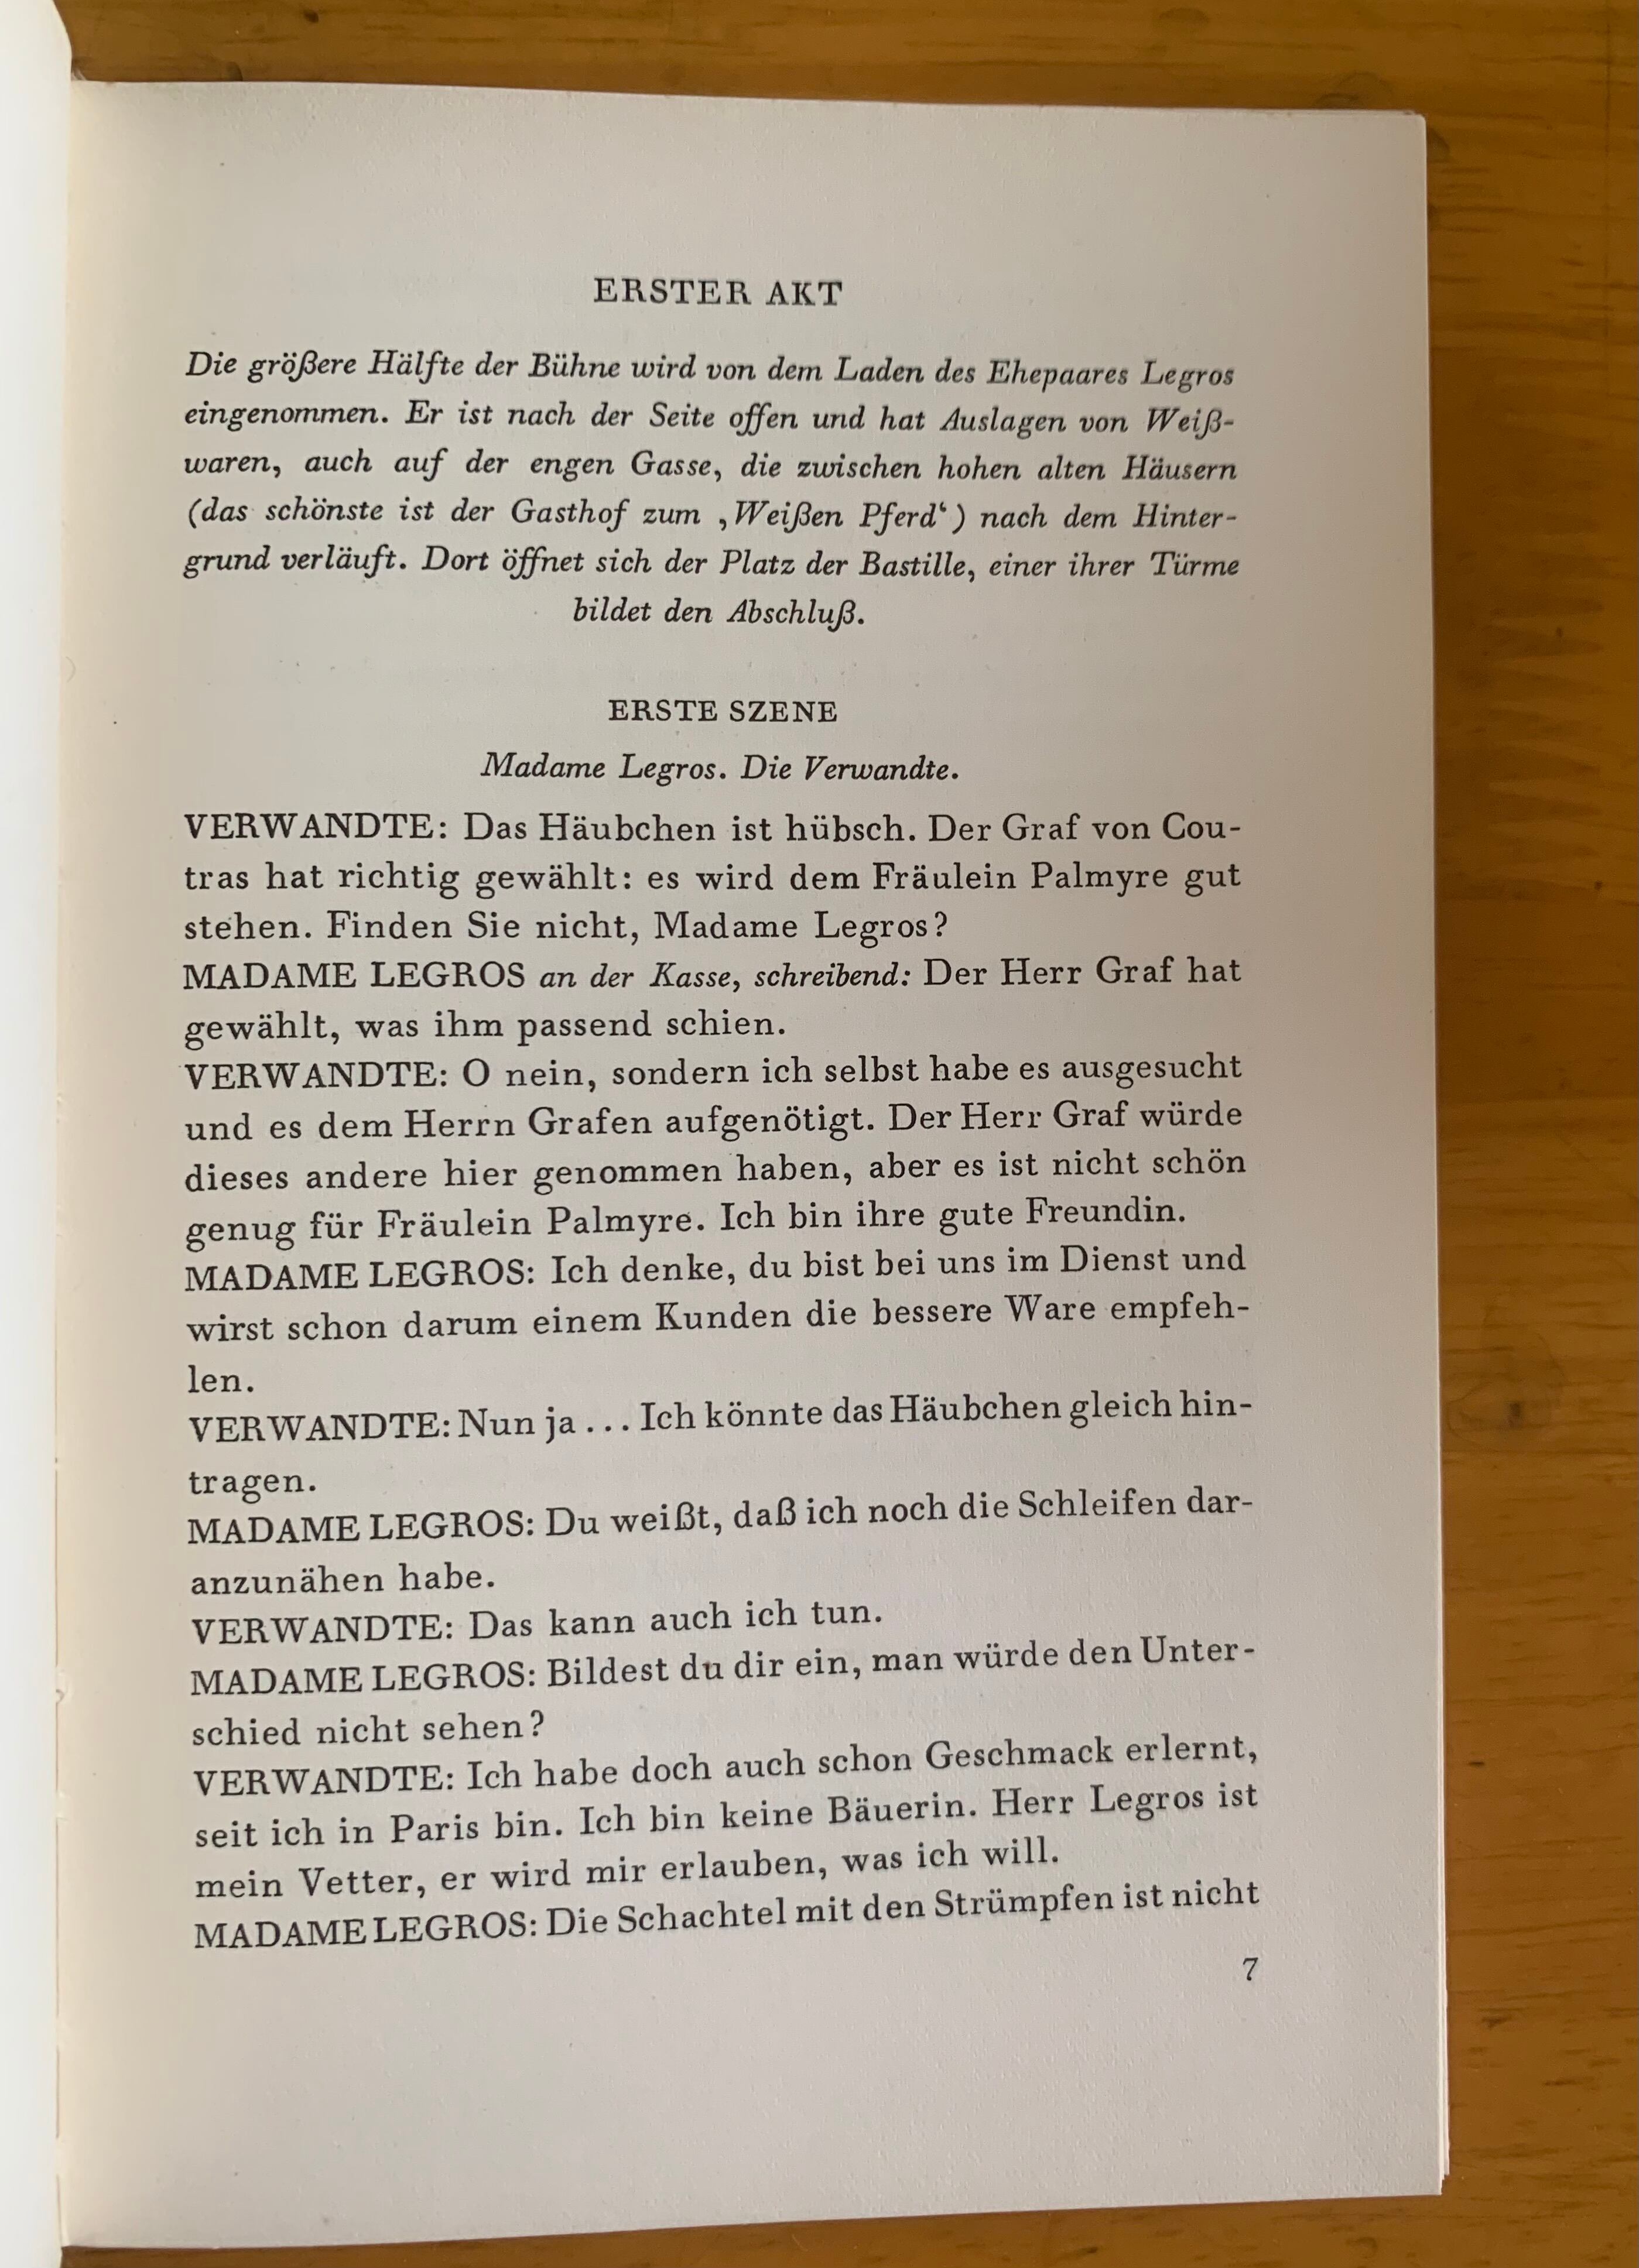 ERSTER AKT
Die größere Hälfte der Bühne wird von dem Laden des Ehepaares Legros
eingenommen. Er ist nach der Seite offen und hat Auslagen von Weiß-
waren, auch auf der engen Gasse, die zwischen hohen alten Häusern
(das schönste ist der Gasthof zum ‚Weißen Pferd‘) nach dem Hinter-
grund verläuft. Dort öffnet sich der Platz der Bastille, einer ihrer Türme
bildet den Abschluß.
ERSTE SZENE
Madame Legros. Die Verwandte.
VERWANDTE: Das Häubchen ist hübsch. Der Graf von Cou-
tras hat richtig gewählt: es wird dem Fräulein Palmyre gut
stehen. Finden Sie nicht, Madame Legros?
MADAME LEGROS an der Kasse, schreibend: Der Herr Graf hat
gewählt, was ihm passend schien.
VERWANDTE: O nein, sondern ich selbst habe es ausgesucht
und es dem Herrn Grafen aufgenötigt. Der Herr Graf würde
dieses andere hier genommen haben, aber es ist nicht schön
genug für Fräulein Palmyre. Ich bin ihre gute Freundin.
MADAME LEGROS: Ich denke, du bist bei uns im Dienst und
wirst schon darum einem Kunden die bessere Ware empfeh-
len.
VERWANDTE: Nun ja ... Ich könnte das Häubchen gleich hin-
tragen.
MADAME LEGROS: Du weißt, daß ich noch die Schleifen dar-
anzunähen habe.
VERWANDTE: Das kann auch ich tun.
MADAME LEGROS: Bildest du dir ein, man würde den Unter-
schied nicht sehen?
VERWANDTE: Ich habe doch auch schon Geschmack erlernt,
seit ich in Paris bin. Ich bin keine Bäuerin. Herr Legros ist
mein Vetter, er wird mir erlauben, was ich will.
MADAME LEGROS: Die Schachtel mit den Strümpfen ist nicht
7